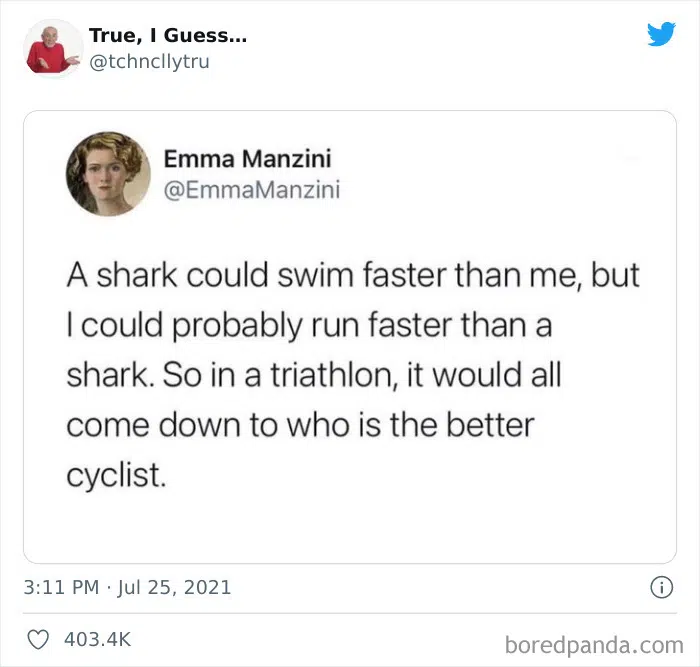 True, I Guess...
@tchncllytru
Emma Manzini
@EmmaManzini
A shark could swim faster than me, but
I could probably run faster than a
shark. So in a triathlon, it would all
come down to who is the better
cyclist.
3:11 PM · Jul 25, 2021
403.4K
boredpanda.com